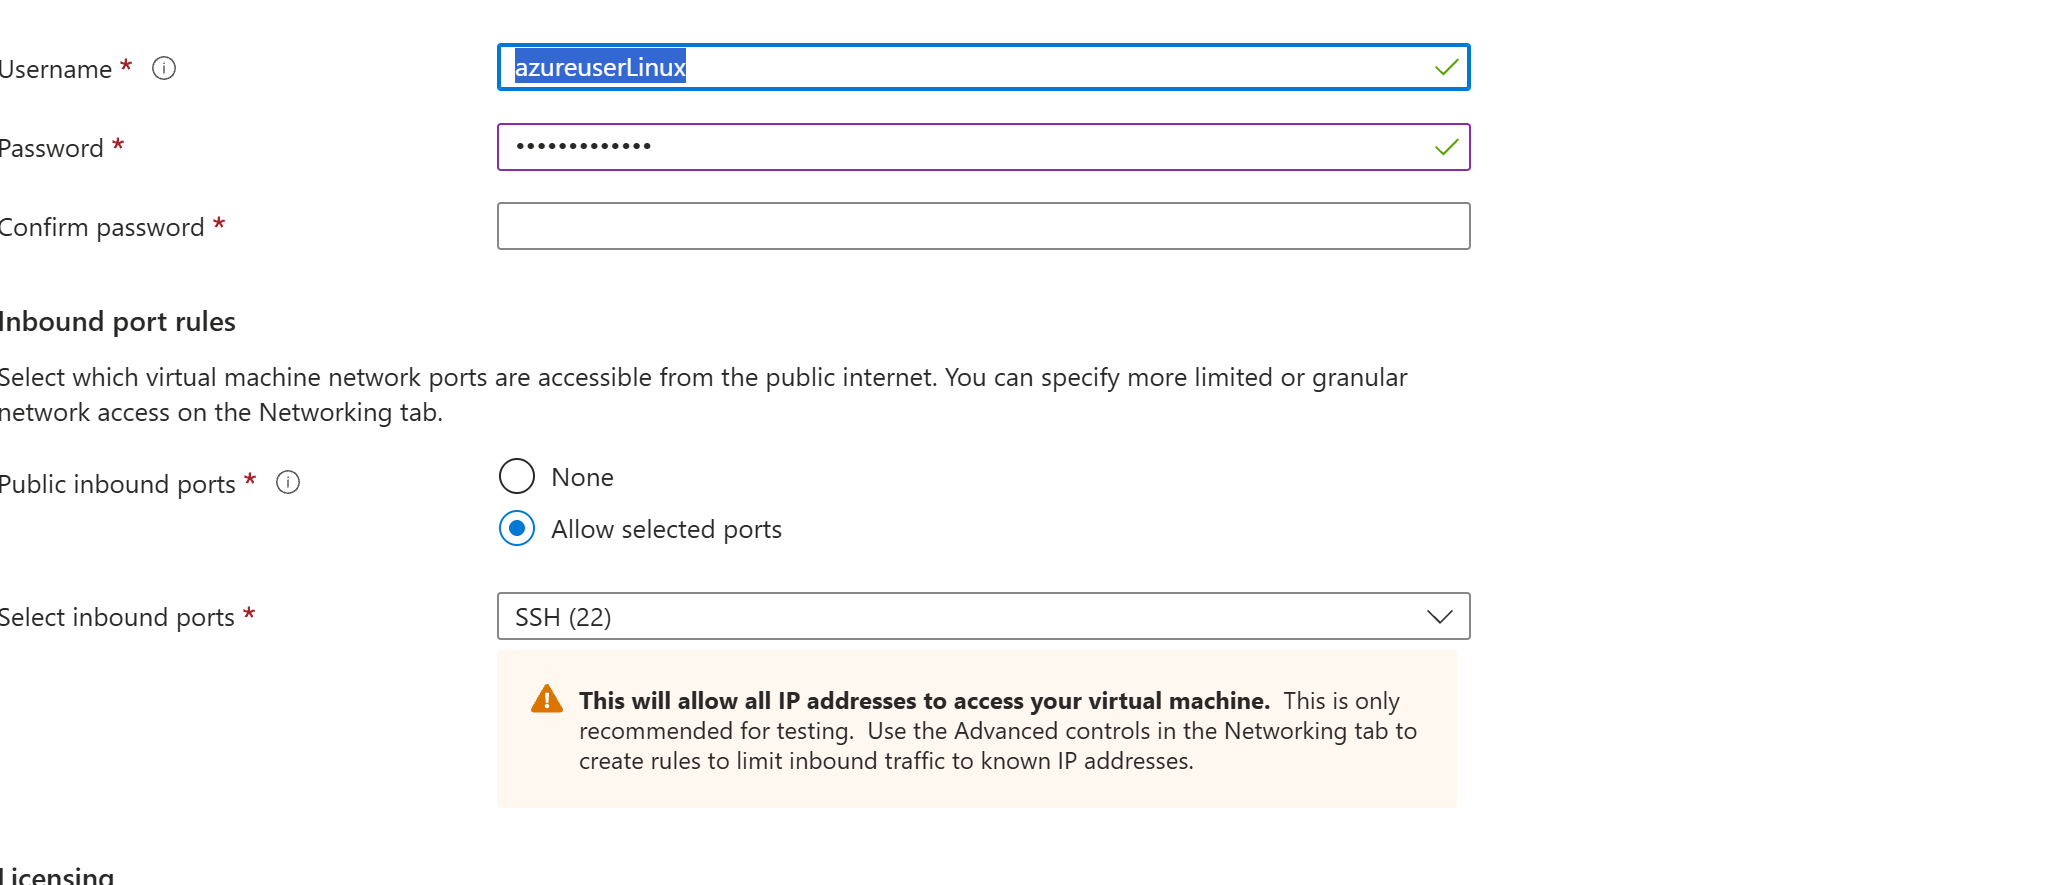 Username *
azureuserLinux
Password *
•••••••••••••
Confirm password *
Inbound port rules
Select which virtual machine network ports are accessible from the public internet. You can specify more limited or granular
network access on the Networking tab.
Public inbound ports *
None
Allow selected ports
Select inbound ports *
SSH (22)
This will allow all IP addresses to access your virtual machine.  This is only
recommended for testing.  Use the Advanced controls in the Networking tab to
create rules to limit inbound traffic to known IP addresses.
Licensing